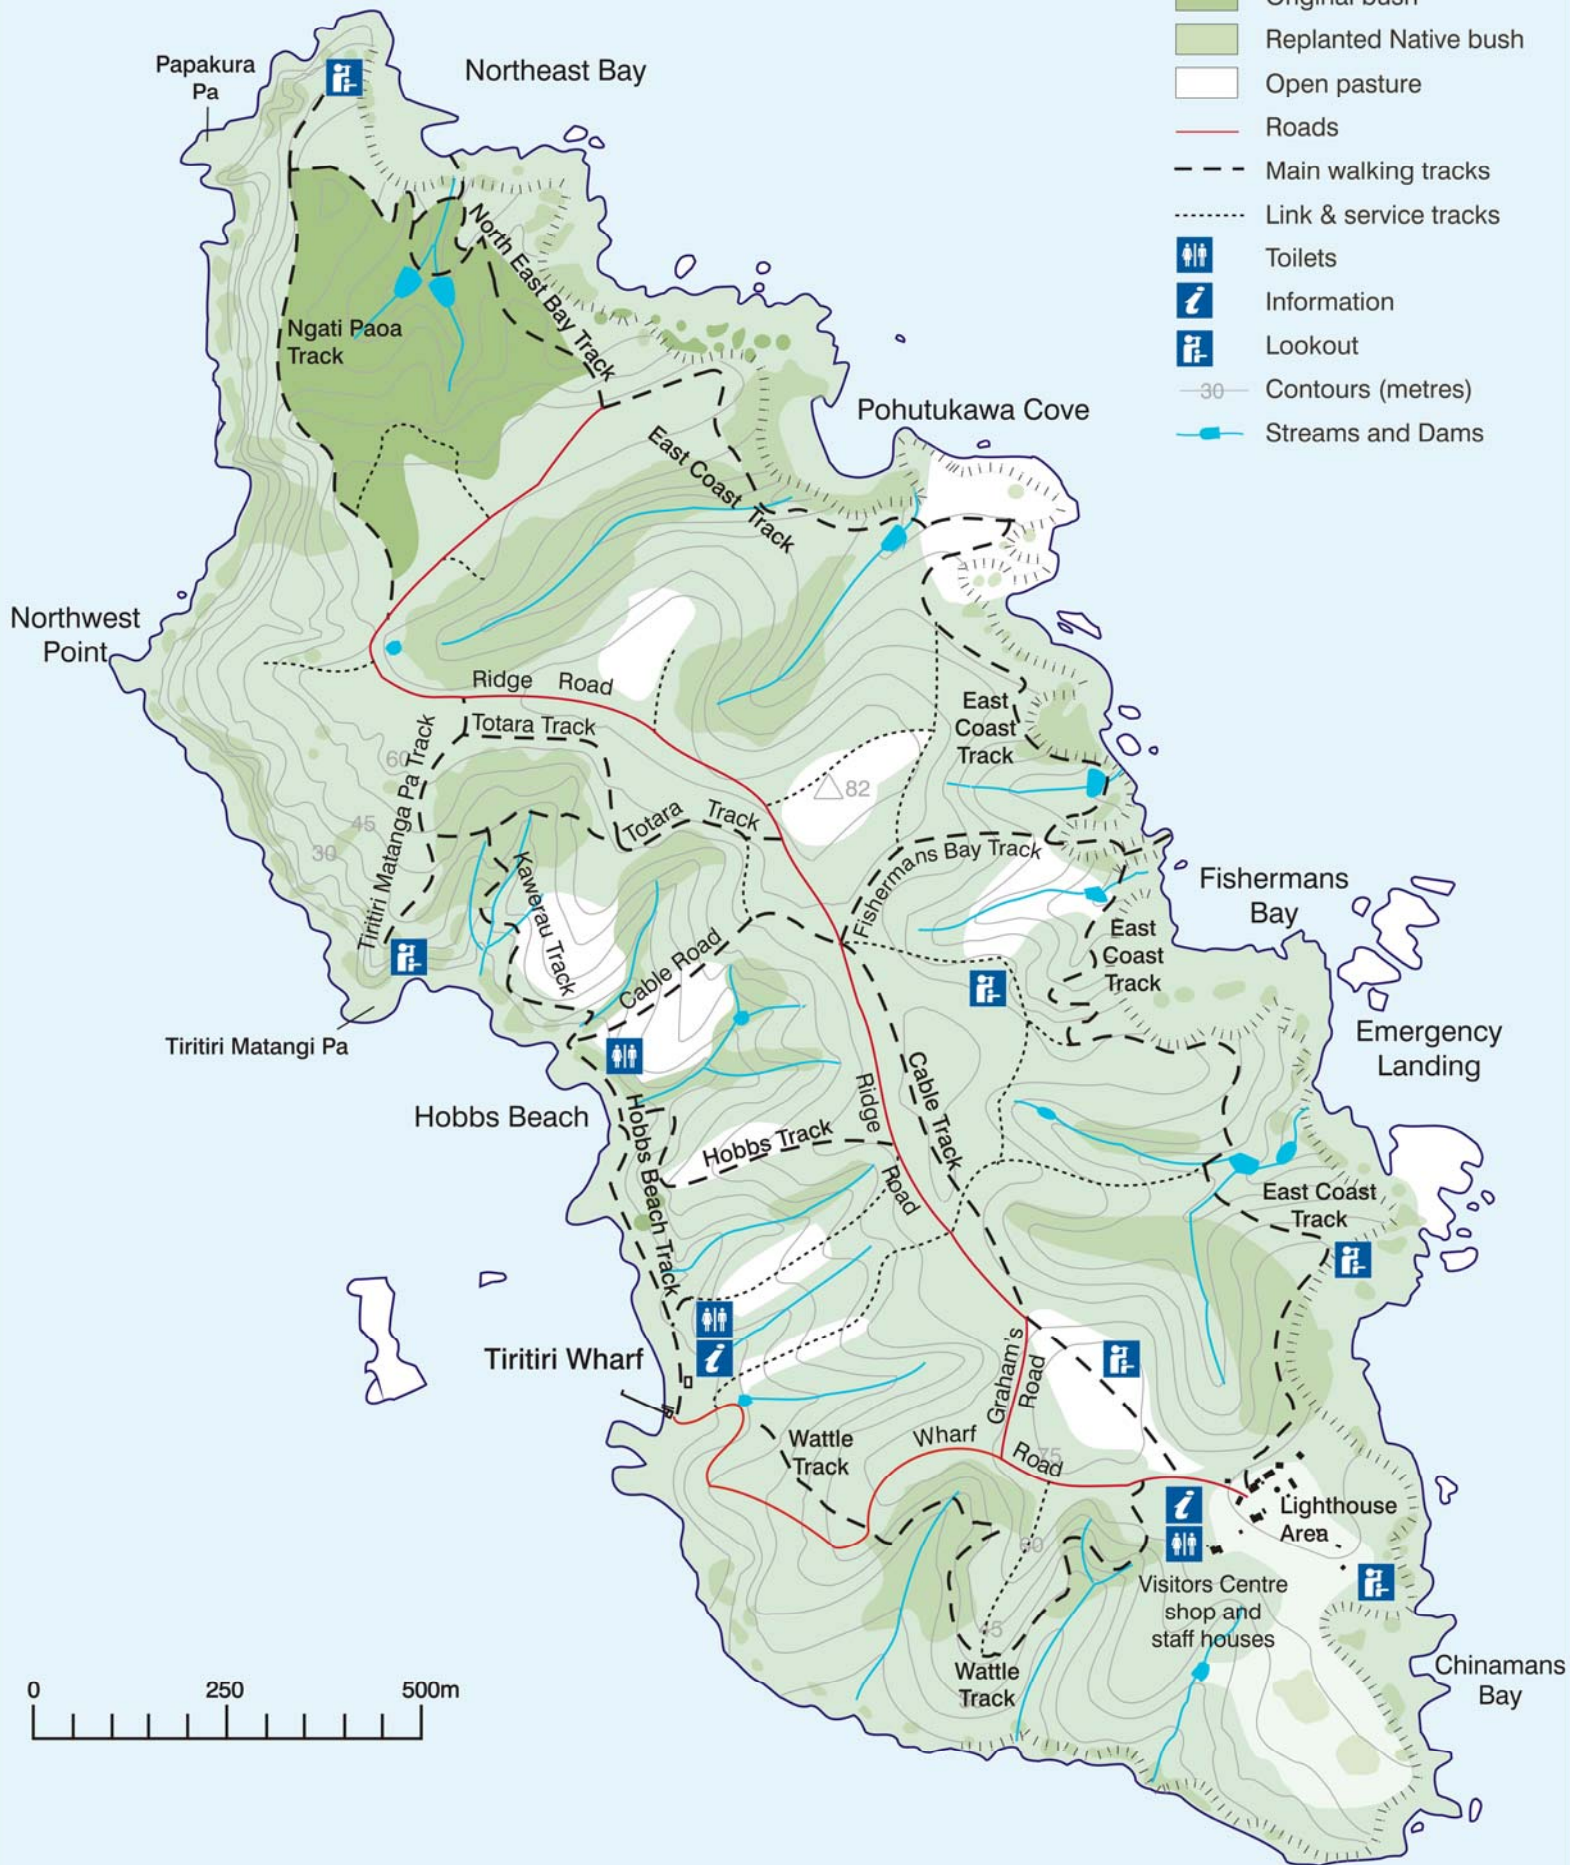 Original bush
Replanted Native bush
Open pasture
Roads
Main walking tracks
Link & service tracks
Toilets
Information
Lookout
30
Contours (metres)
Streams and Dams
Papakura
Pa
Northeast Bay
North East Bay Track
Ngati Paoa
Track
Pohutukawa Cove
East Coast Track
Northwest
Point
Ridge Road
Totara Track
East
Coast
Track
60
82
45
30
Tiritiri Matanga Pa Track
Totara Track
Kawerau Track
Fishermans Bay Track
Fishermans
Bay
Cable Road
East
Coast
Track
Tiritiri Matangi Pa
Emergency
Landing
Hobbs Beach
Hobbs Beach Track
Hobbs Track
Ridge Road
Cable Track
East Coast
Track
Tiritiri Wharf
Graham's
Road
Wattle
Track
Wharf Road
75
Lighthouse
Area
60
Visitors Centre
shop and
staff houses
45
Wattle
Track
Chinamans
Bay
0 250 500m